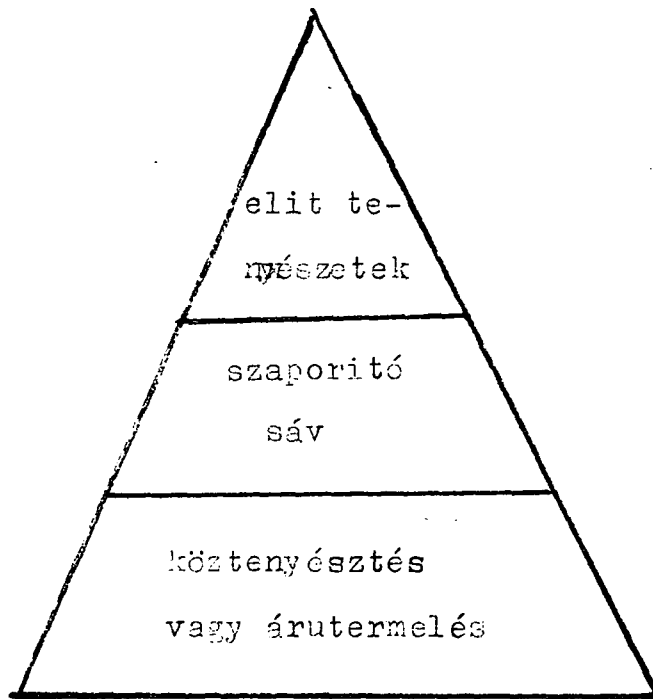 elit te-
nyészetek
szaporitó
sáv
köztenyésztés
vagy árutermelés